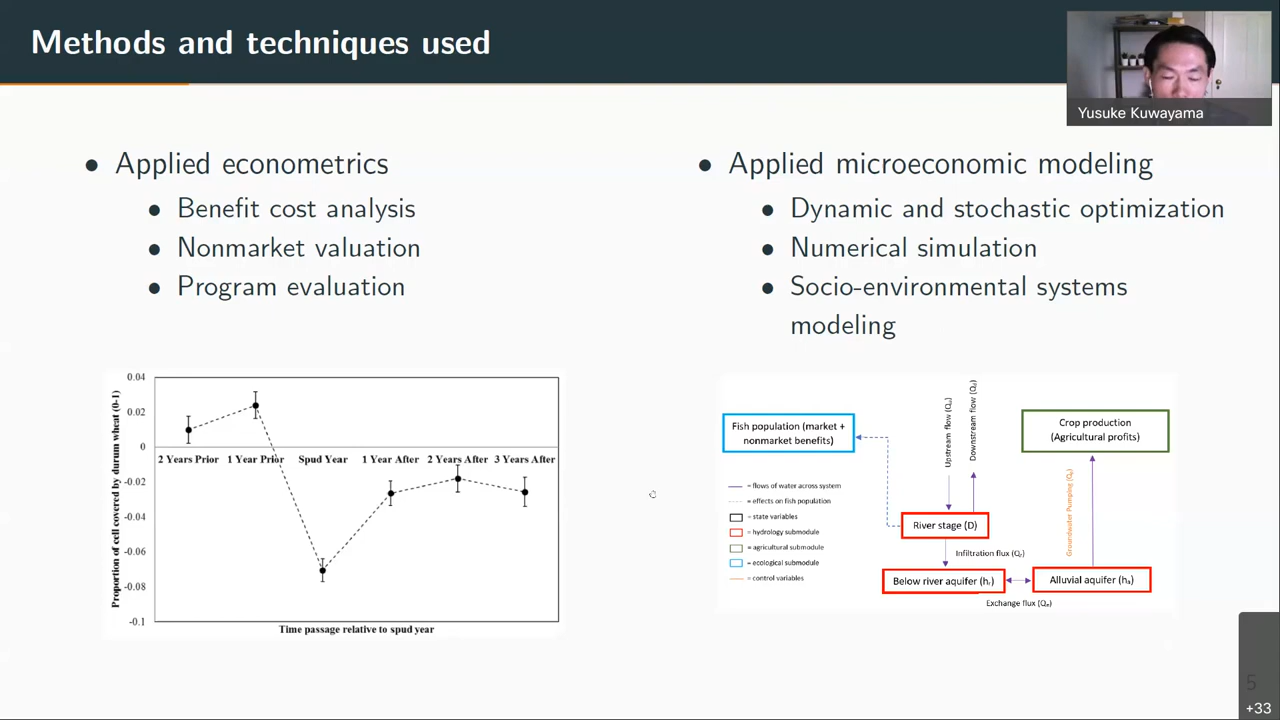 Methods and techniques used
Yusuke Kuwayama
• Applied econometrics
• Benefit cost analysis
• Nonmarket valuation
• Program evaluation
• Applied microeconomic modeling
• Dynamic and stochastic optimization
• Numerical simulation
• Socio-environmental systems
modeling
Proportion of cell covered by durum wheat (0-1)
0.04
0.02
0
-0.02
-0.04
-0.06
-0.08
-0.1
2 Years Prior 1 Year Prior Spud Year 1 Year After 2 Years After 3 Years After
Time passage relative to spud year
Fish population (market +
nonmarket benefits)
Upstream flow (Qu)
Downstream flow (Qd)
Crop production
(Agricultural profits)
= flows of water across system
= effects on fish population
= state variables
= hydrology submodule
= agricultural submodule
= ecological submodule
= control variables
River stage (D)
Groundwater Pumping
Infiltration flux
Below river aquifer (hr)
Alluvial aquifer (ha)
Exchange flux (Qe)
5
+33